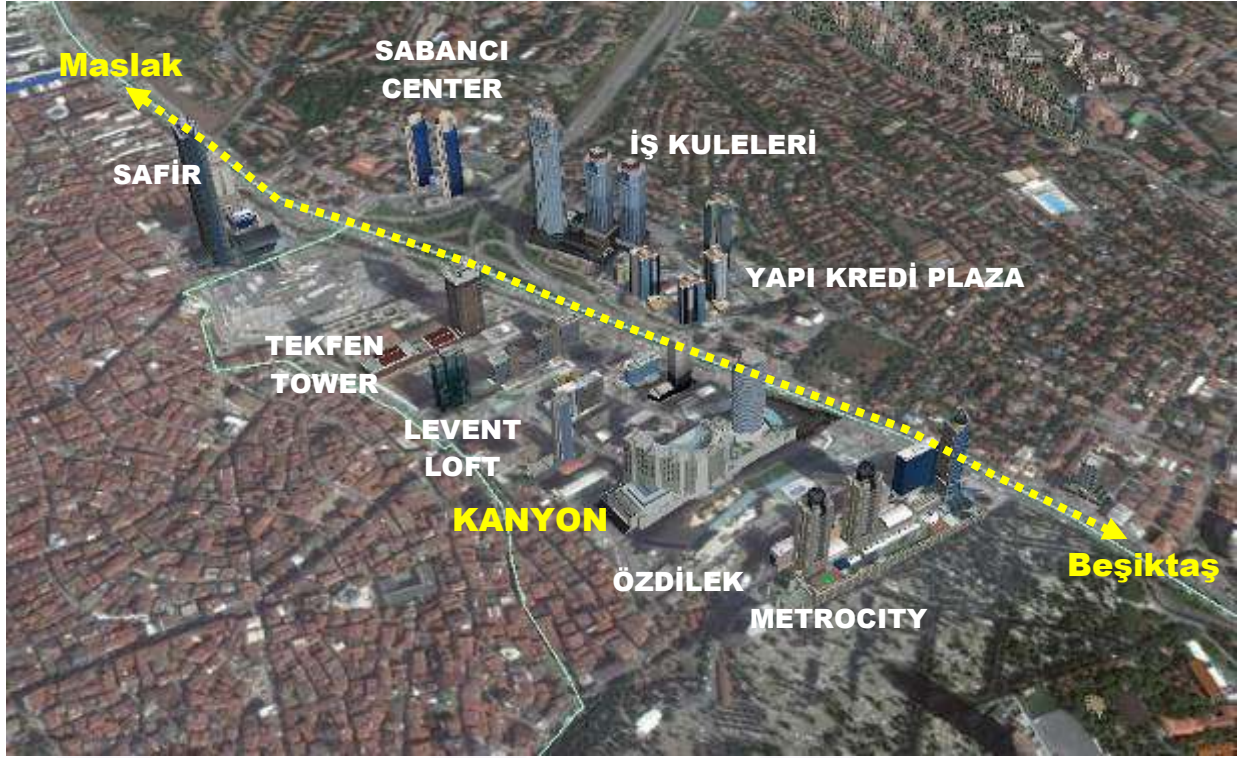 SABANCI
CENTER
Maslak
İŞ KULELERİ
SAFİR
YAPI KREDİ PLAZA
TEKFEN
TOWER
LEVENT
LOFT
KANYON
Beşiktaş
ÖZDİLEK
METROCITY